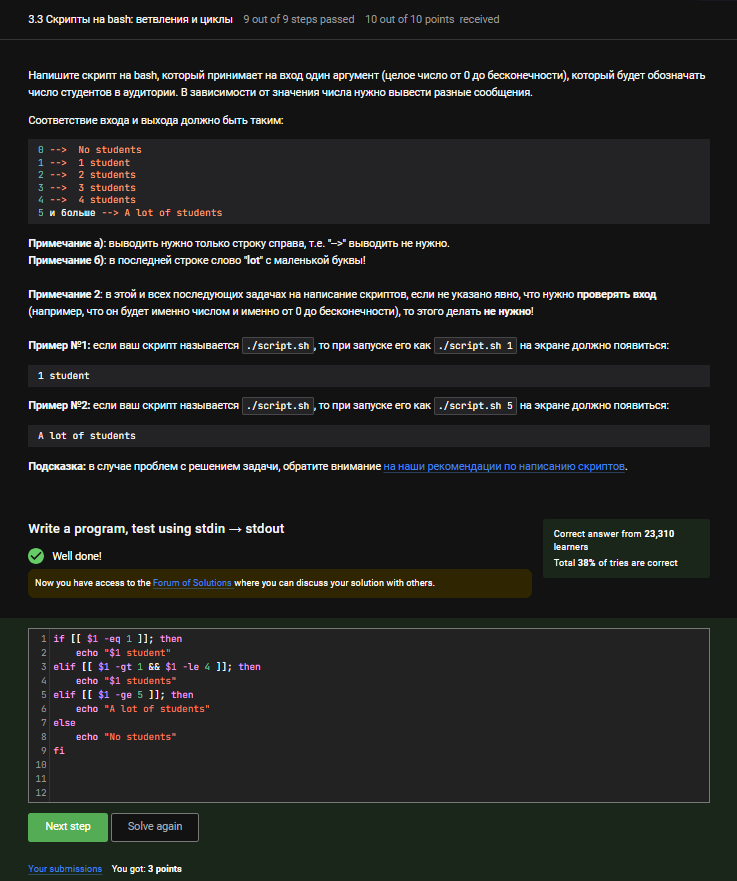 3.3 Скрипты на bash: ветвления и циклы 9 out of 9 steps passed 10 out of 10 points received
Напишите скрипт на bash, который принимает на вход один аргумент (целое число от 0 до бесконечности), который будет обозначать
число студентов в аудитории. В зависимости от значения числа нужно вывести разные сообщения.
Соответствие входа и выхода должно быть таким:
0 --> No students
1 --> 1 student
2 --> 2 students
3 --> 3 students
4 --> 4 students
5 и больше --> A lot of students
Примечание а): выводить нужно только строку справа, т.е. "-->" выводить не нужно.
Примечание б): в последней строке слово "lot" с маленькой буквы!
Примечание 2: в этой и всех последующих задачах на написание скриптов, если не указано явно, что нужно проверять вход
(например, что он будет именно числом и именно от 0 до бесконечности), то этого делать не нужно!
Пример №1: если ваш скрипт называется ./script.sh , то при запуске его как ./script.sh 1 на экране должно появиться:
1 student
Пример №2: если ваш скрипт называется ./script.sh , то при запуске его как ./script.sh 5 на экране должно появиться:
A lot of students
Подсказка: в случае проблем с решением задачи, обратите внимание на наши рекомендации по написанию скриптов.
Write a program, test using stdin → stdout
Correct answer from 23,310
learners
Total 38% of tries are correct
Well done!
Now you have access to the Forum of Solutions where you can discuss your solution with others.
1 if [[ $1 -eq 1 ]]; then
2     echo "$1 student"
3 elif [[ $1 -gt 1 && $1 -le 4 ]]; then
4     echo "$1 students"
5 elif [[ $1 -ge 5 ]]; then
6     echo "A lot of students"
7 else
8     echo "No students"
9 fi
10
11
12
Next step Solve again
Your submissions You got: 3 points